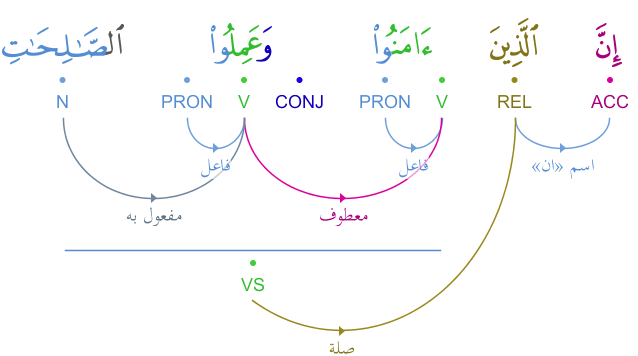 إِنَّ ٱلَّذِينَ ءَامَنُوا۟ وَعَمِلُوا۟ ٱلصَّـٰلِحَـٰتِ
ACC REL V PRON CONJ V PRON N
اسم «ان» فاعل فاعل
معطوف مفعول به
VS
صلة